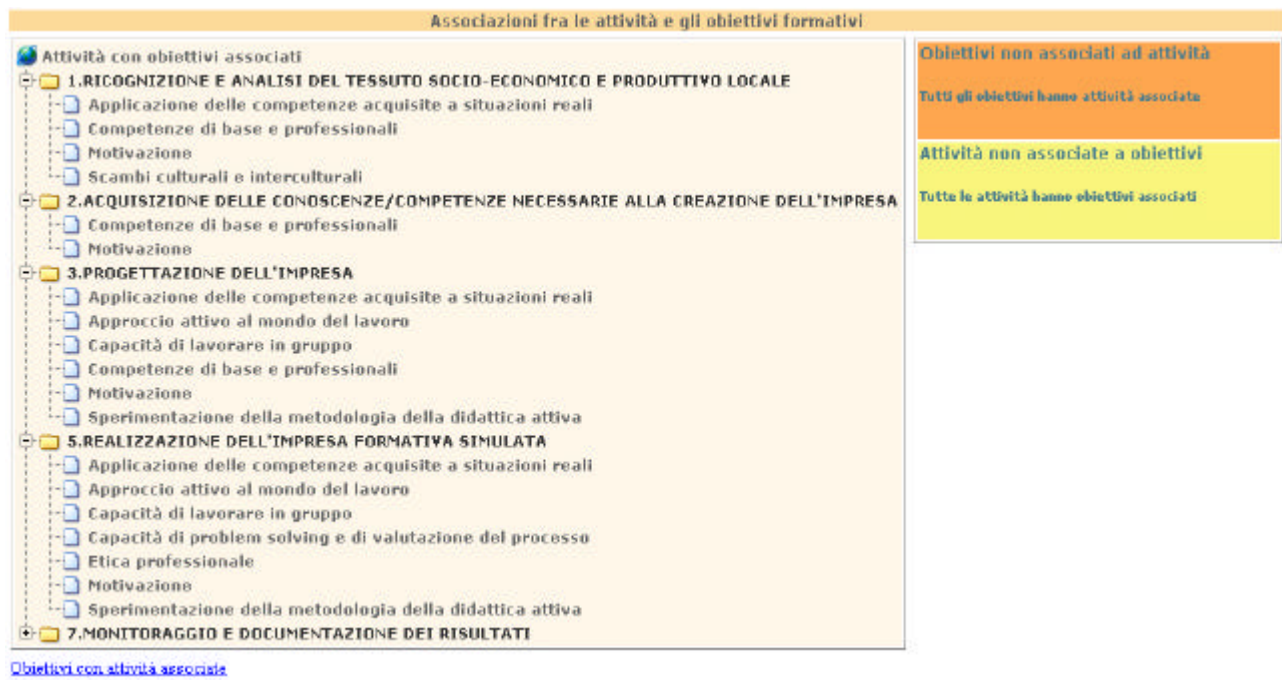 Associazioni fra le attività e gli obiettivi formativi
Attività con obiettivi associati
1.RICOGNIZIONE E ANALISI DEL TESSUTO SOCIO-ECONOMICO E PRODUTTIVO LOCALE
Applicazione delle competenze acquisite a situazioni reali
Competenze di base e professionali
Motivazione
Scambi culturali e interculturali
2.ACQUISIZIONE DELLE CONOSCENZE/COMPETENZE NECESSARIE ALLA CREAZIONE DELL'IMPRESA
Competenze di base e professionali
Motivazione
3.PROGETTAZIONE DELL'IMPRESA
Applicazione delle competenze acquisite a situazioni reali
Approccio attivo al mondo del lavoro
Capacità di lavorare in gruppo
Competenze di base e professionali
Motivazione
Sperimentazione della metodologia della didattica attiva
5.REALIZZAZIONE DELL'IMPRESA FORMATIVA SIMULATA
Applicazione delle competenze acquisite a situazioni reali
Approccio attivo al mondo del lavoro
Capacità di lavorare in gruppo
Capacità di problem solving e di valutazione del processo
Etica professionale
Motivazione
Sperimentazione della metodologia della didattica attiva
7.MONITORAGGIO E DOCUMENTAZIONE DEI RISULTATI
Obiettivi con attività associate
Obiettivi non associati ad attività
Tutti gli obiettivi hanno attività associate
Attività non associate a obiettivi
Tutte le attività hanno obiettivi associati